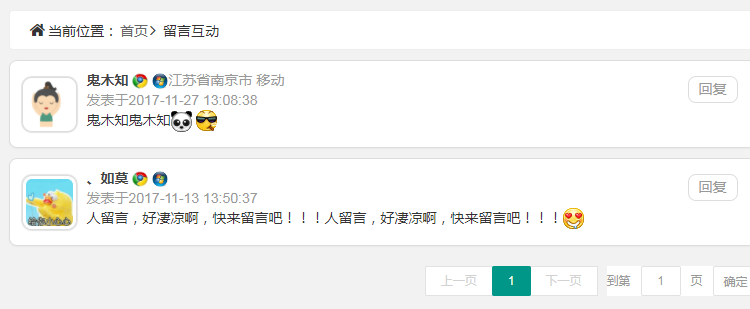 当前位置： 首页 留言互动
鬼木知 江苏省南京市 移动
回复
发表于2017-11-27 13:08:38
鬼木知鬼木知
、如莫
回复
发表于2017-11-13 13:50:37
人留言，好凄凉啊，快来留言吧！！！人留言，好凄凉啊，快来留言吧！！！
上一页 1 下一页 到第 1 页 确定